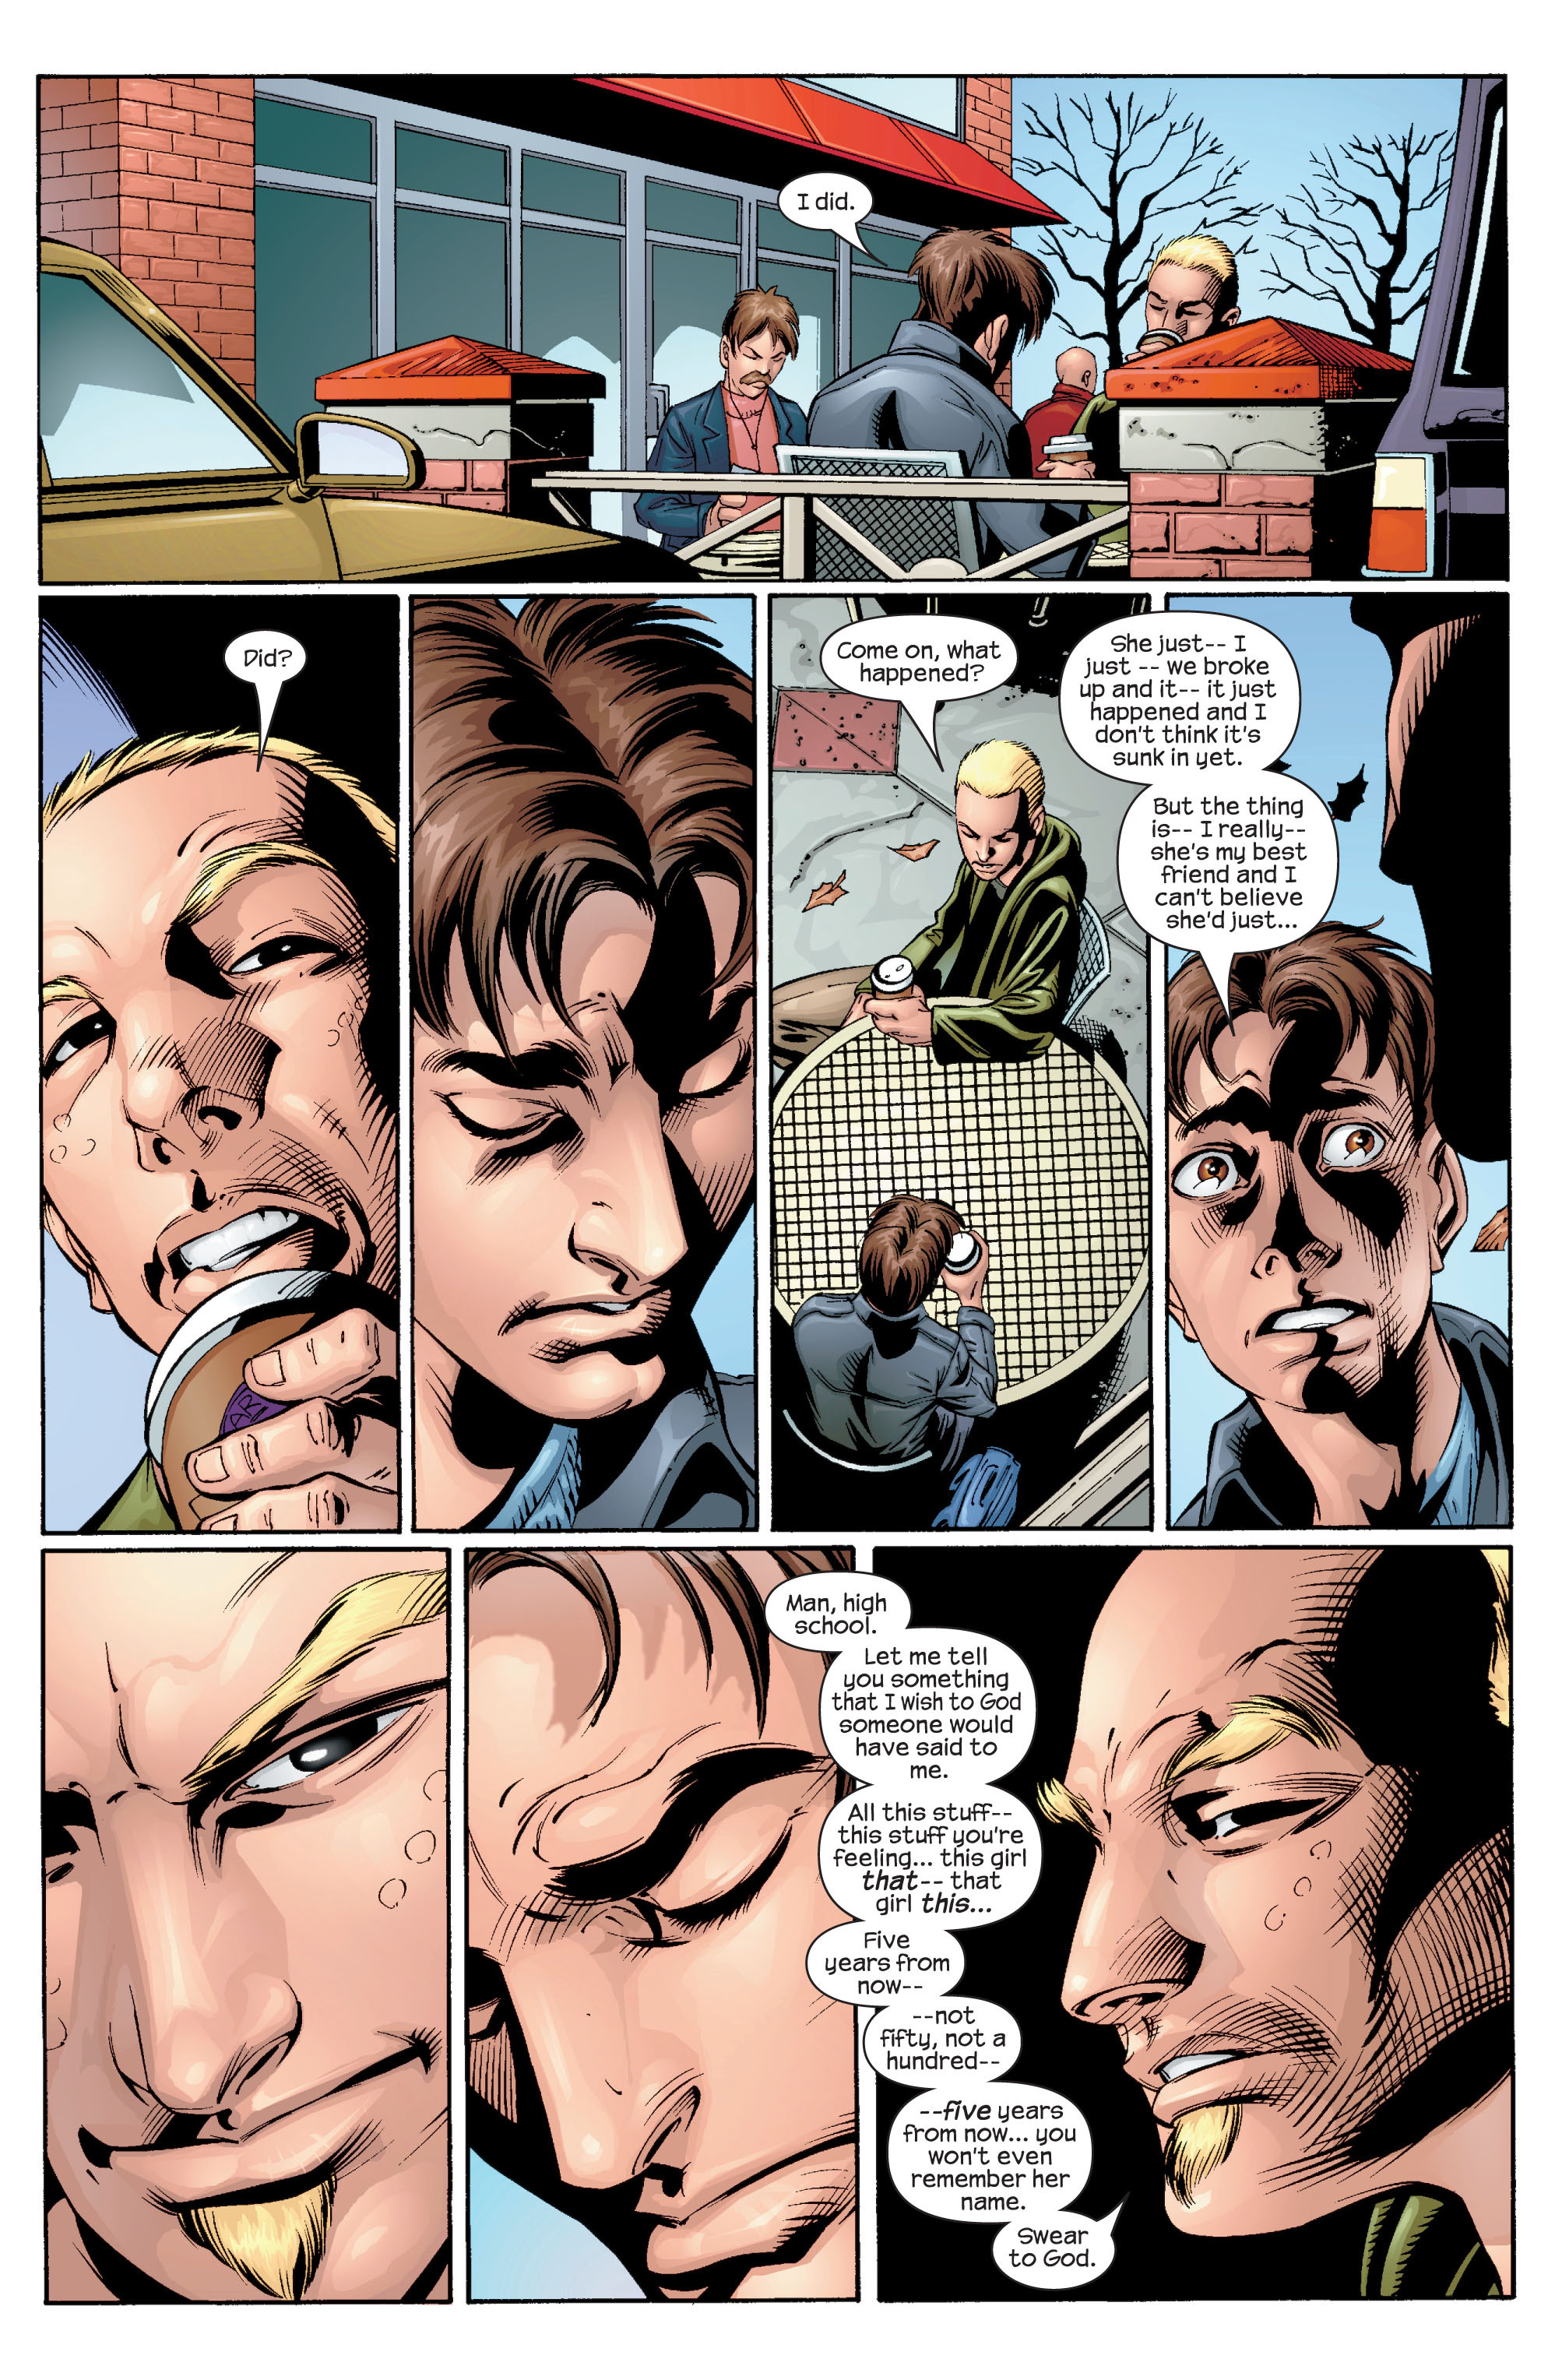 I did.
Did?
Come on, what
happened?
She just-- I
just -- we broke
up and it-- it just
happened and I
don't think it's
sunk in yet.
But the thing
is-- I really--
she's my best
friend and I
can't believe
she'd just...
Man, high
school.
Let me tell
you something
that I wish to God
someone would
have said to
me.
All this stuff--
this stuff you're
feeling... this girl
that-- that
girl this...
Five
years from
now--
--not
fifty, not a
hundred--
--five years
from now... you
won't even
remember her
name.
Swear
to God.